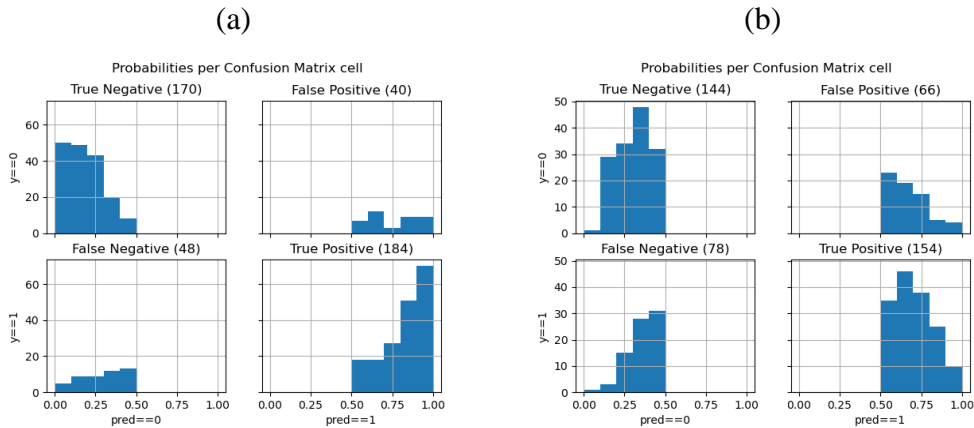 (a)
Probabilities per Confusion Matrix cell
True Negative (170) False Positive (40)
60
40
20
0
y==0
False Negative (48) True Positive (184)
60
40
20
0
y==1
0.00 0.25 0.50 0.75 1.00 0.00 0.25 0.50 0.75 1.00
pred==0 pred==1
(b)
Probabilities per Confusion Matrix cell
True Negative (144) False Positive (66)
50
40
30
20
10
0
y==0
False Negative (78) True Positive (154)
50
40
30
20
10
0
y==1
0.00 0.25 0.50 0.75 1.00 0.00 0.25 0.50 0.75 1.00
pred==0 pred==1